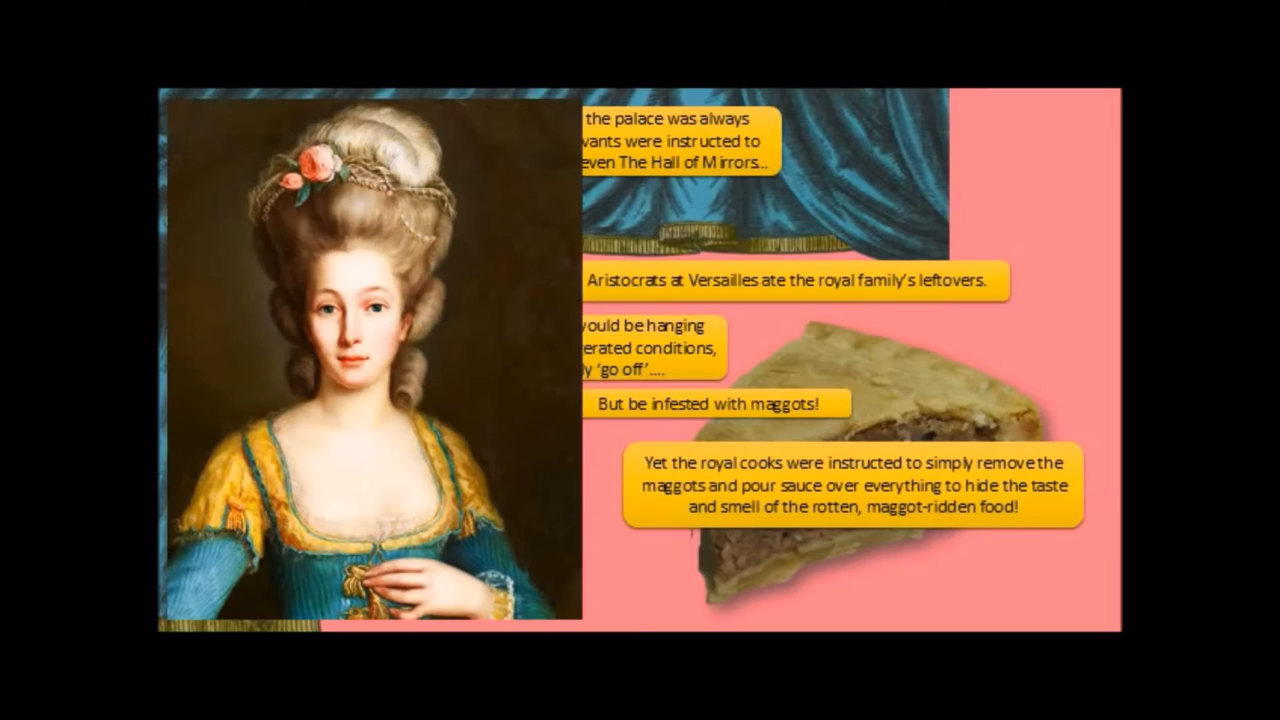 the palace was always
were instructed to
even The Hall of Mirrors...
Aristocrats at Versailles ate the royal family's leftovers.
would be hanging
conditions,
'go off'....
But be infested with maggots!
Yet the royal cooks were instructed to simply remove the
maggots and pour sauce over everything to hide the taste
and smell of the rotten, maggot-ridden food!